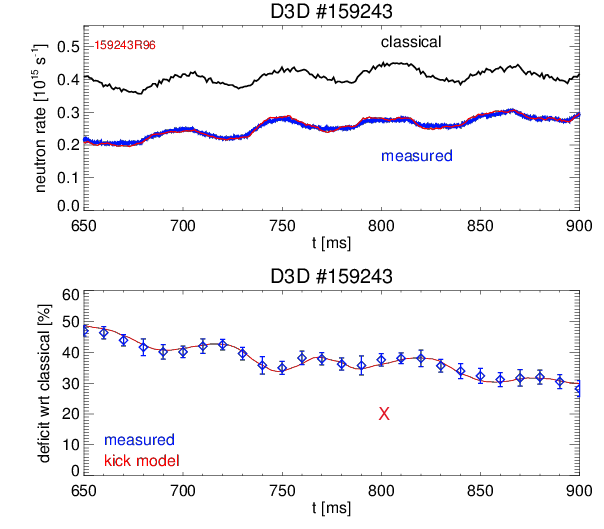 D3D #159243
0.5
0.4
0.3
0.2
0.1
0.0
neutron rate [10¹⁵ s⁻¹]
159243R96
classical
measured
650 700 750 800 850 900
t [ms]
D3D #159243
60
50
40
30
20
10
0
deficit wrt classical [%]
X
measured
kick model
650 700 750 800 850 900
t [ms]